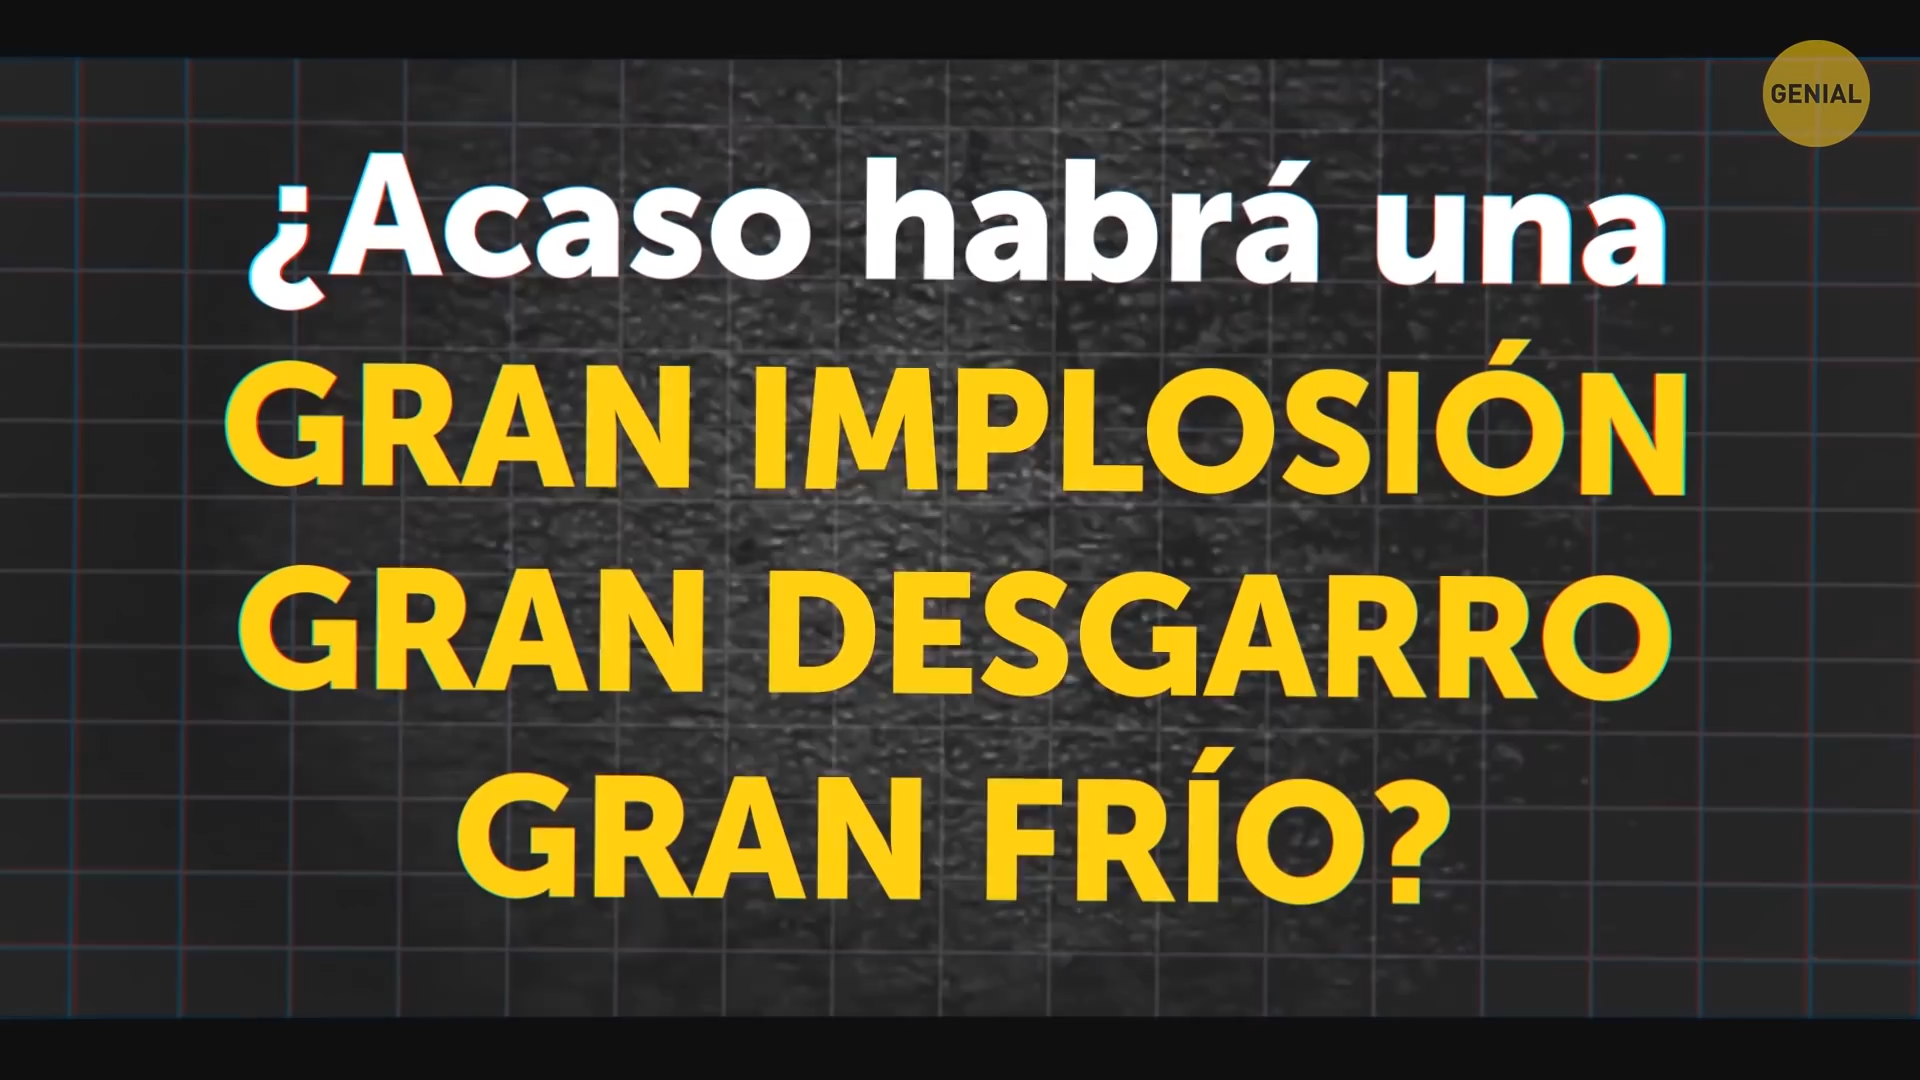 GENIAL
¿Acaso habrá una
GRAN IMPLOSIÓN
GRAN DESGARRO
GRAN FRÍO?